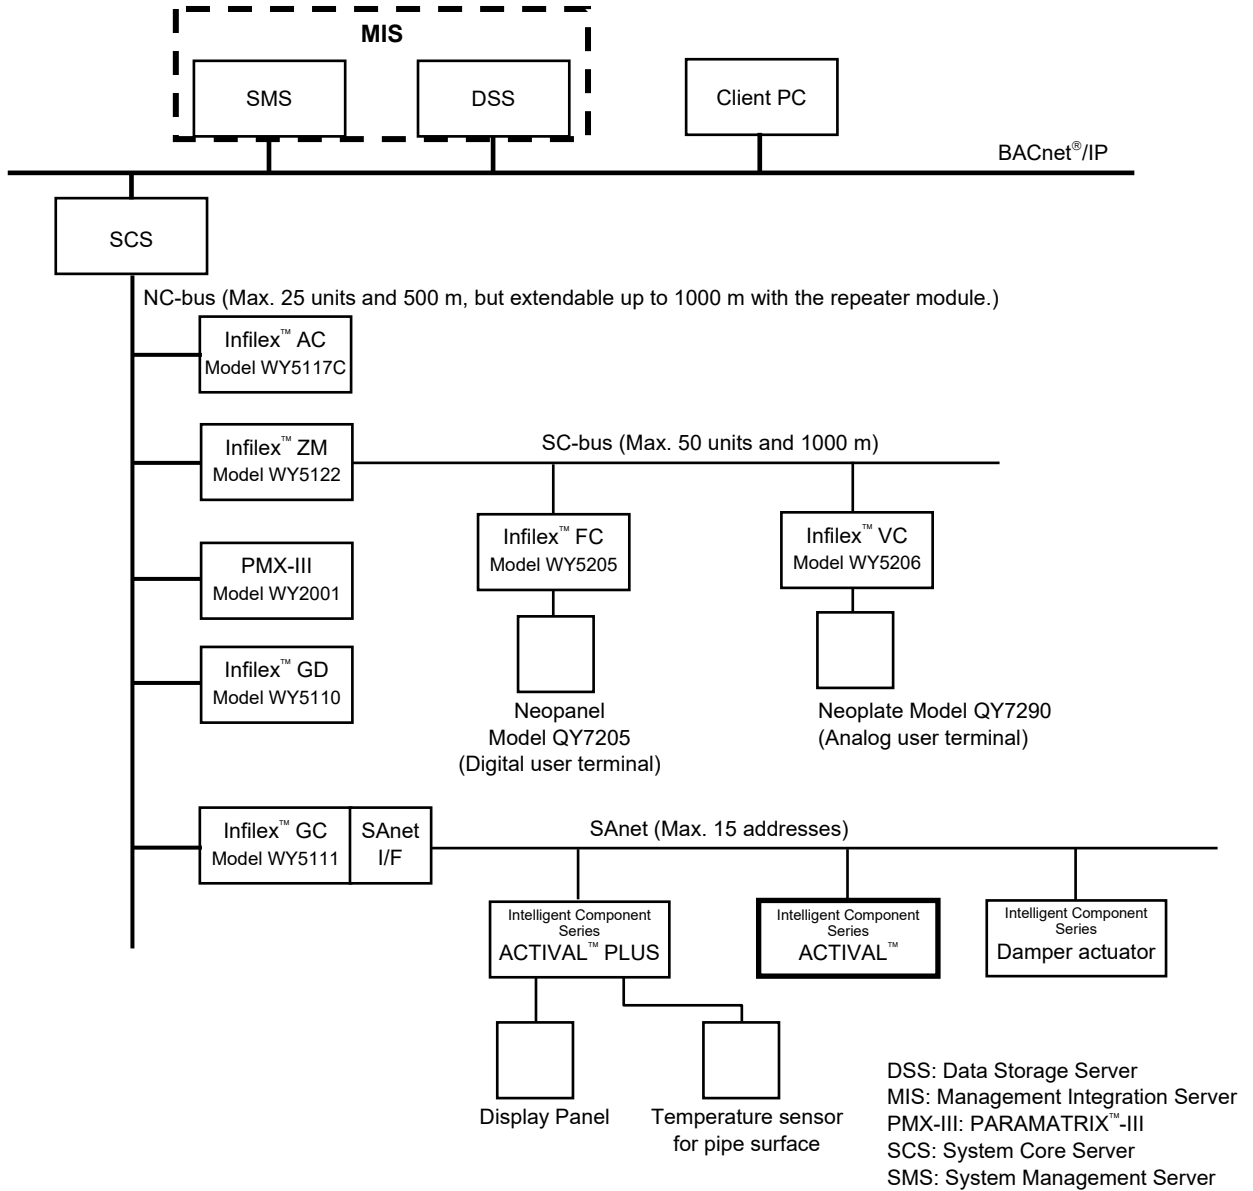 MIS
SMS
DSS
Client PC
BACnet®/IP
SCS
NC-bus (Max. 25 units and 500 m, but extendable up to 1000 m with the repeater module.)
Infilex™ AC
Model WY5117C
Infilex™ ZM
Model WY5122
SC-bus (Max. 50 units and 1000 m)
Infilex™ FC
Model WY5205
Infilex™ VC
Model WY5206
PMX-III
Model WY2001
Infilex™ GD
Model WY5110
Neopanel
Model QY7205
(Digital user terminal)
Neoplate Model QY7290
(Analog user terminal)
Infilex™ GC
Model WY5111
SAnet
I/F
SAnet (Max. 15 addresses)
Intelligent Component
Series
ACTIVAL™ PLUS
Intelligent Component
Series
ACTIVAL™
Intelligent Component
Series
Damper actuator
Display Panel
Temperature sensor
for pipe surface
DSS: Data Storage Server
MIS: Management Integration Server
PMX-III: PARAMATRIX™-III
SCS: System Core Server
SMS: System Management Server